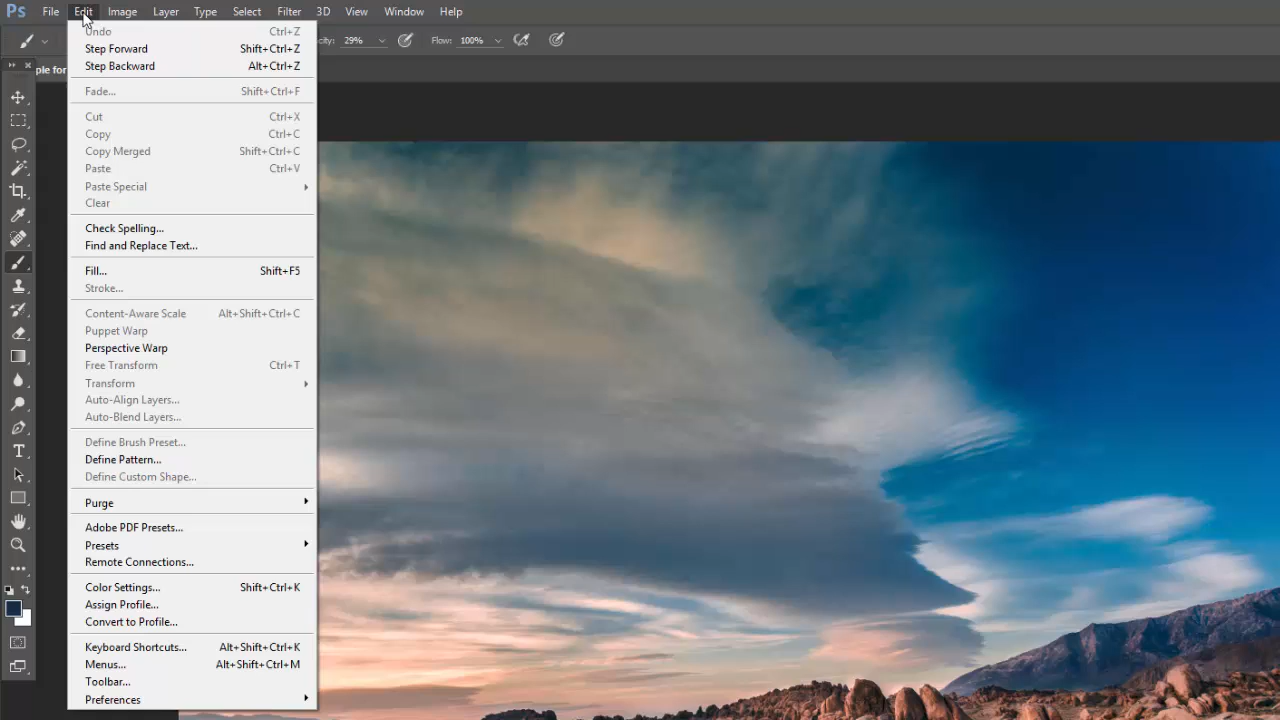 Ps File Edit Image Layer Type Select Filter 3D View Window Help
29% Flow: 100%
ple for
Undo Ctrl+Z
Step Forward Shift+Ctrl+Z
Step Backward Alt+Ctrl+Z
Fade... Shift+Ctrl+F
Cut Ctrl+X
Copy Ctrl+C
Copy Merged Shift+Ctrl+C
Paste Ctrl+V
Paste Special
Clear
Check Spelling...
Find and Replace Text...
Fill... Shift+F5
Stroke...
Content-Aware Scale Alt+Shift+Ctrl+C
Puppet Warp
Perspective Warp
Free Transform Ctrl+T
Transform
Auto-Align Layers...
Auto-Blend Layers...
Define Brush Preset...
Define Pattern...
Define Custom Shape...
Purge
Adobe PDF Presets...
Presets
Remote Connections...
Color Settings... Shift+Ctrl+K
Assign Profile...
Convert to Profile...
Keyboard Shortcuts... Alt+Shift+Ctrl+K
Menus... Alt+Shift+Ctrl+M
Toolbar...
Preferences